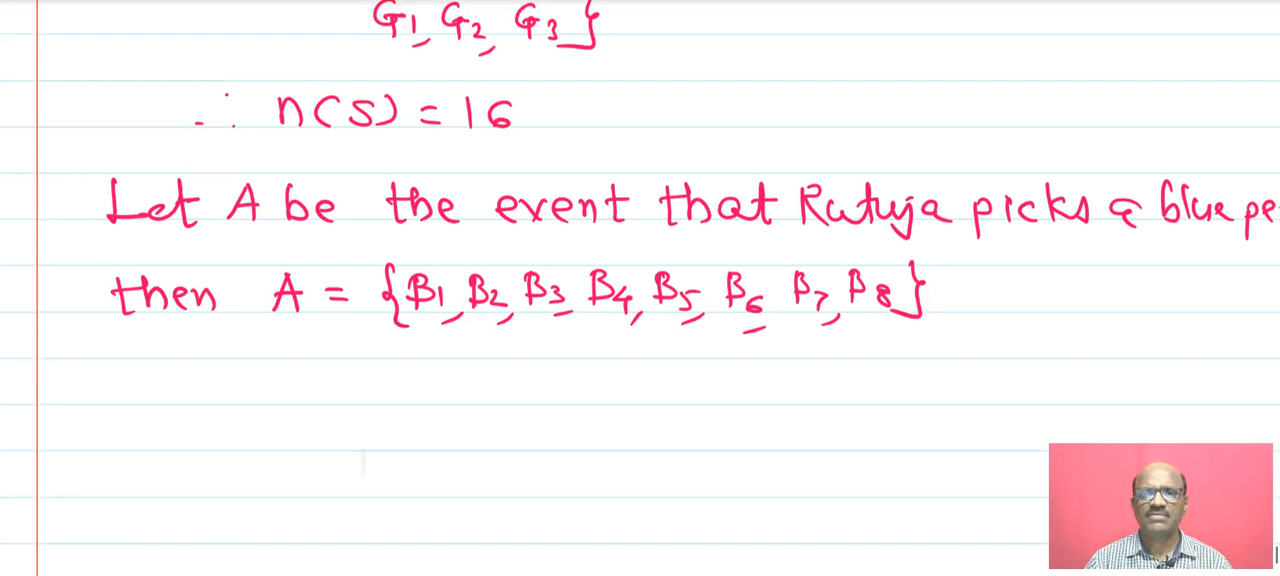 G1, G2, G3}
∴ n(S) = 16
Let A be the event that Rutuja picks a blue pe
then A = {B1, B2, B3, B4, B5, B6, B7, B8}